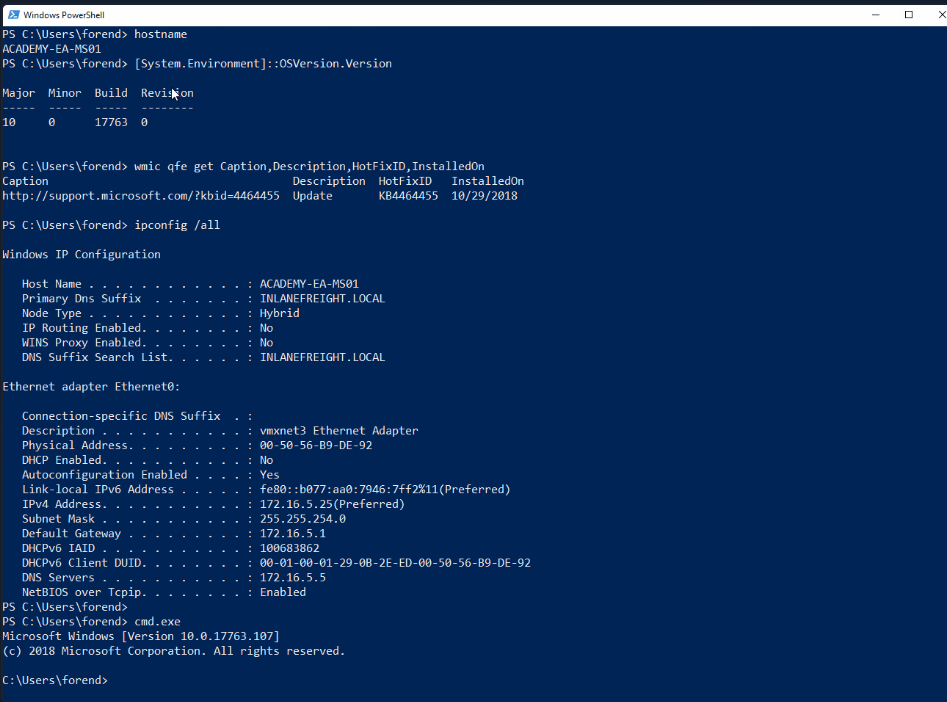 Windows PowerShell
PS C:\Users\forend> hostname
ACADEMY-EA-MS01
PS C:\Users\forend> [System.Environment]::OSVersion.Version
Major  Minor  Build  Revision
-----  -----  -----  --------
10     0      17763  0
PS C:\Users\forend> wmic qfe get Caption,Description,HotFixID,InstalledOn
Caption                                     Description  HotFixID   InstalledOn
http://support.microsoft.com/?kbid=4464455  Update       KB4464455  10/29/2018
PS C:\Users\forend> ipconfig /all
Windows IP Configuration
   Host Name . . . . . . . . . . . . : ACADEMY-EA-MS01
   Primary Dns Suffix  . . . . . . . : INLANEFREIGHT.LOCAL
   Node Type . . . . . . . . . . . . : Hybrid
   IP Routing Enabled. . . . . . . . : No
   WINS Proxy Enabled. . . . . . . . : No
   DNS Suffix Search List. . . . . . : INLANEFREIGHT.LOCAL
Ethernet adapter Ethernet0:
   Connection-specific DNS Suffix  . :
   Description . . . . . . . . . . . : vmxnet3 Ethernet Adapter
   Physical Address. . . . . . . . . : 00-50-56-B9-DE-92
   DHCP Enabled. . . . . . . . . . . : No
   Autoconfiguration Enabled . . . . : Yes
   Link-local IPv6 Address . . . . . : fe80::b077:aa0:7946:7ff2%11(Preferred)
   IPv4 Address. . . . . . . . . . . : 172.16.5.25(Preferred)
   Subnet Mask . . . . . . . . . . . : 255.255.254.0
   Default Gateway . . . . . . . . . : 172.16.5.1
   DHCPv6 IAID . . . . . . . . . . . : 100683862
   DHCPv6 Client DUID. . . . . . . . : 00-01-00-01-29-0B-2E-ED-00-50-56-B9-DE-92
   DNS Servers . . . . . . . . . . . : 172.16.5.5
   NetBIOS over Tcpip. . . . . . . . : Enabled
PS C:\Users\forend>
PS C:\Users\forend> cmd.exe
Microsoft Windows [Version 10.0.17763.107]
(c) 2018 Microsoft Corporation. All rights reserved.
C:\Users\forend>